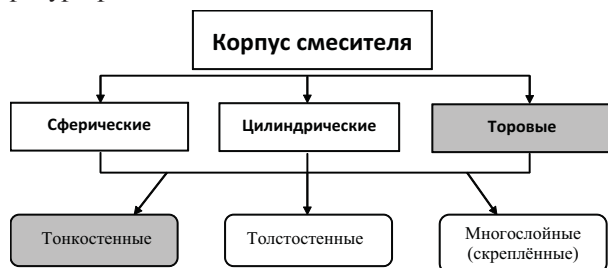 Корпус смесителя
Сферические
Цилиндрические
Торовые
Тонкостенные
Толстостенные
Многослойные
(скреплённые)